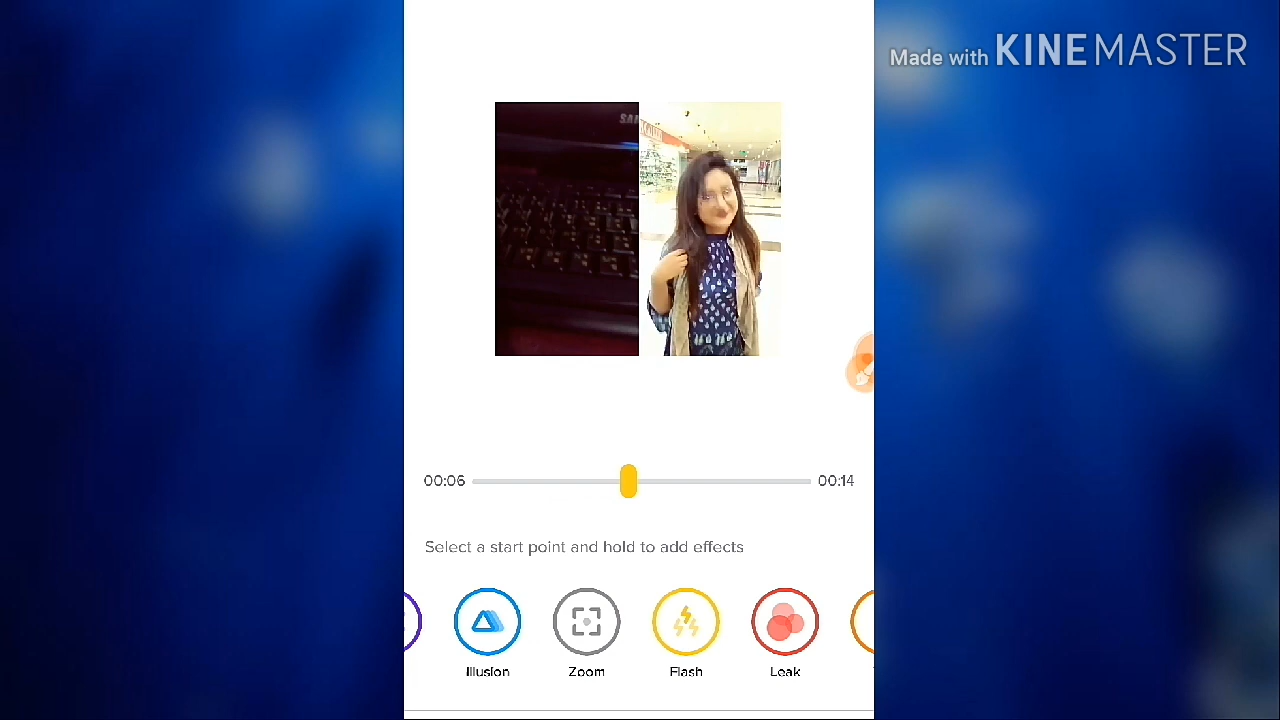 Made with KINEMASTER
00:06
00:14
Select a start point and hold to add effects
Illusion
Zoom
Flash
Leak